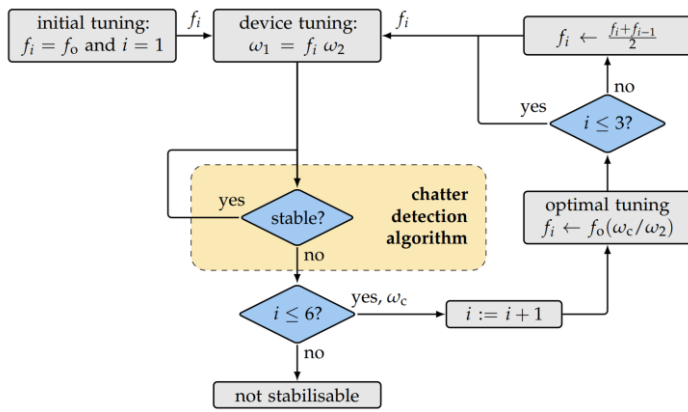 initial tuning:
f_i = f_o and i = 1
f_i
device tuning:
ω_1 = f_i ω_2
f_i
f_i ← (f_i + f_{i−1})/2
no
yes
i ≤ 3?
optimal tuning
f_i ← f_o(ω_c/ω_2)
yes
stable?
chatter
detection
algorithm
no
i ≤ 6?
yes, ω_c
i := i + 1
no
not stabilisable